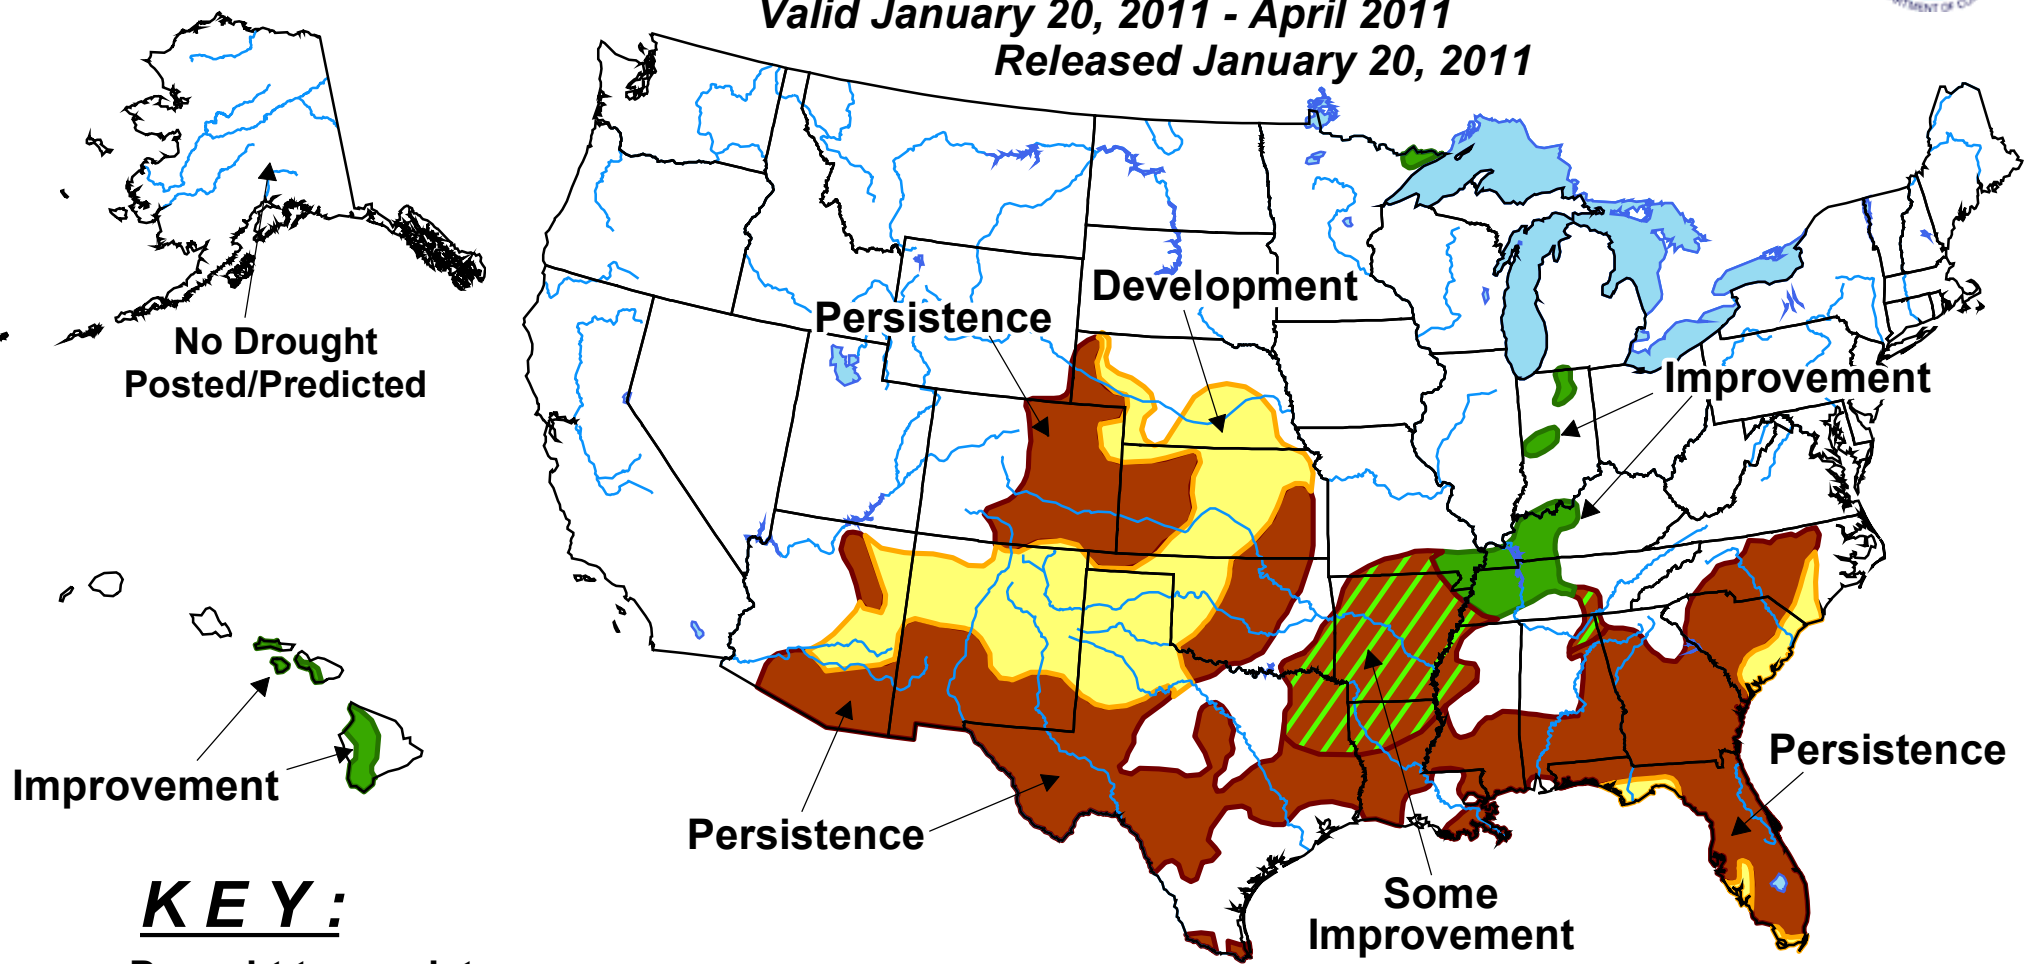 Valid January 20, 2011 - April 2011
Released January 20, 2011
No Drought
Posted/Predicted
Development
Persistence
Improvement
Improvement
Persistence
Persistence
Some
Improvement
KEY: